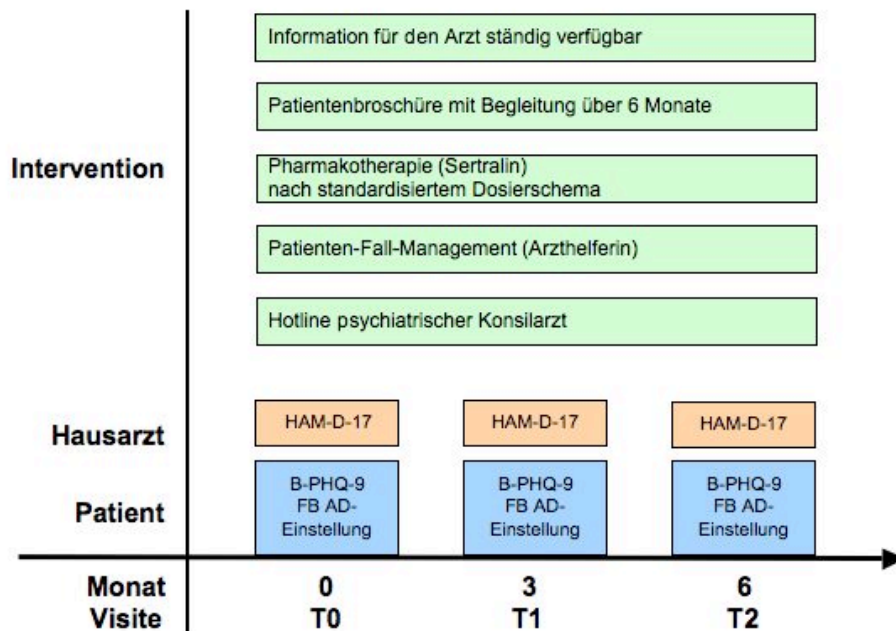 Information für den Arzt ständig verfügbar
Patientenbroschüre mit Begleitung über 6 Monate
Intervention
Pharmakotherapie (Sertralin)
nach standardisiertem Dosierschema
Patienten-Fall-Management (Arzthelferin)
Hotline psychiatrischer Konsilarzt
Hausarzt
HAM-D-17
HAM-D-17
HAM-D-17
Patient
B-PHQ-9
FB AD-
Einstellung
B-PHQ-9
FB AD-
Einstellung
B-PHQ-9
FB AD-
Einstellung
Monat 0 3 6
Visite T0 T1 T2